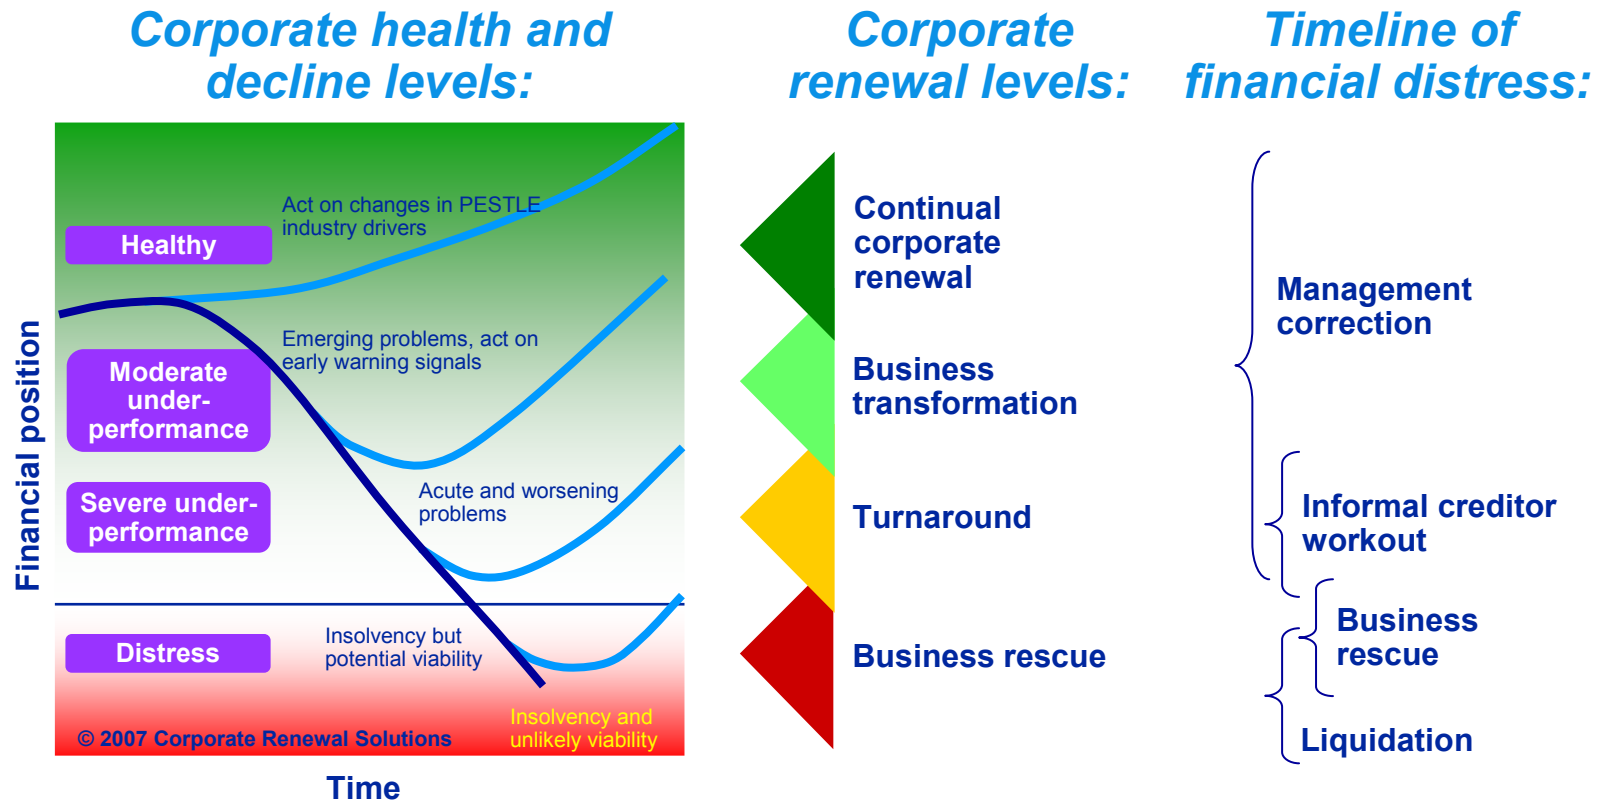 Corporate health and
decline levels:
Corporate
renewal levels:
Timeline of
financial distress:
Act on changes in PESTLE
industry drivers
Healthy
Emerging problems, act on
early warning signals
Moderate
under-
performance
Acute and worsening
problems
Severe under-
performance
Insolvency but
potential viability
Distress
Insolvency and
unlikely viability
© 2007 Corporate Renewal Solutions
Financial position
Time
Continual
corporate
renewal
Business
transformation
Turnaround
Business rescue
Management
correction
Informal creditor
workout
Business
rescue
Liquidation